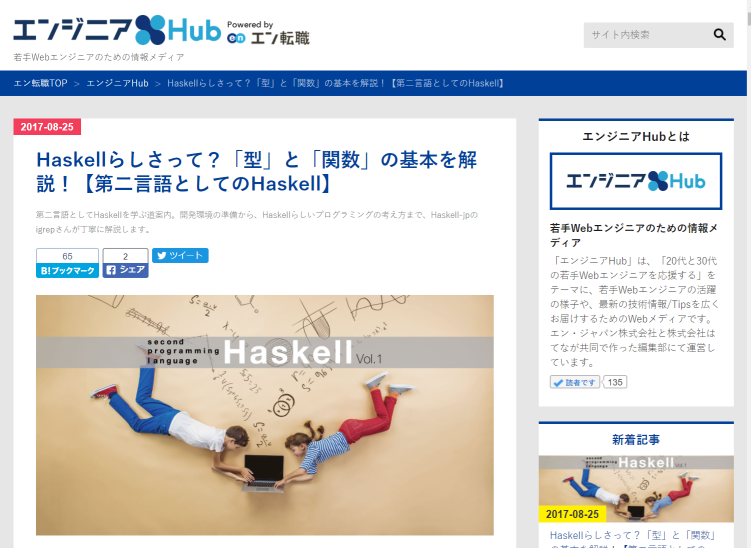 エンジニアHub Powered by en エン転職
若手Webエンジニアのための情報メディア
サイト内検索
エン転職TOP > エンジニアHub > Haskellらしさって？「型」と「関数」の基本を解説！【第二言語としてのHaskell】
2017-08-25
Haskellらしさって？「型」と「関数」の基本を解
説！【第二言語としてのHaskell】
第二言語としてHaskellを学ぶ道案内。開発環境の準備から、Haskellらしいプログラミングの考え方まで、Haskell-jpの
igrepさんが丁寧に解説します。
65
B!ブックマーク
2
シェア
ツイート
second
programming
language
Haskell Vol.1
エンジニアHubとは
エンジニアHub
若手Webエンジニアのための情報メ
ディア
「エンジニアHub」は、「20代と30代
の若手Webエンジニアを応援する」を
テーマに、若手Webエンジニアの活躍
の様子や、最新の技術情報/Tipsを広く
お届けするためのWebメディアです。
エン・ジャパン株式会社と株式会社は
てなが共同で作った編集部にて運営し
ています。
読者です 135
新着記事
second
programming
language
Haskell Vol.1
2017-08-25
Haskellらしさって？「型」と「関数」
の基本を解説！【第二言語としての